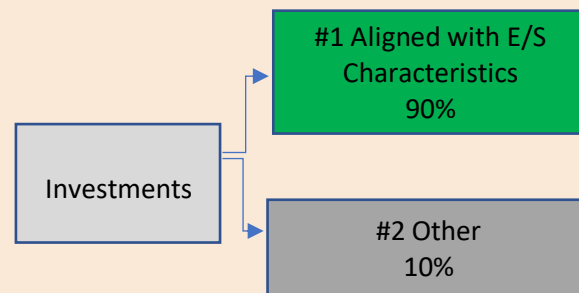 #1 Aligned with E/S
Characteristics
90%
Investments
#2 Other
10%